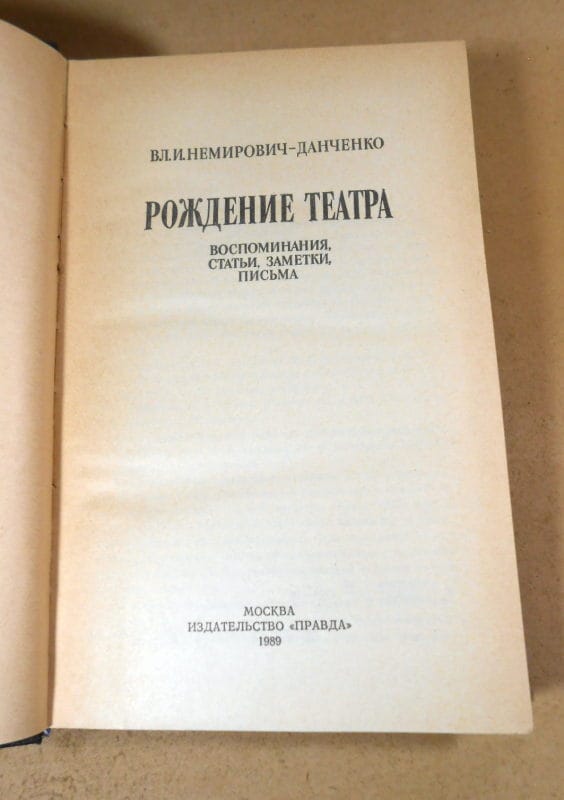 ВЛ.И.НЕМИРОВИЧ-ДАНЧЕНКО
РОЖДЕНИЕ ТЕАТРА
ВОСПОМИНАНИЯ,
СТАТЬИ, ЗАМЕТКИ,
ПИСЬМА
МОСКВА
ИЗДАТЕЛЬСТВО «ПРАВДА»
1989